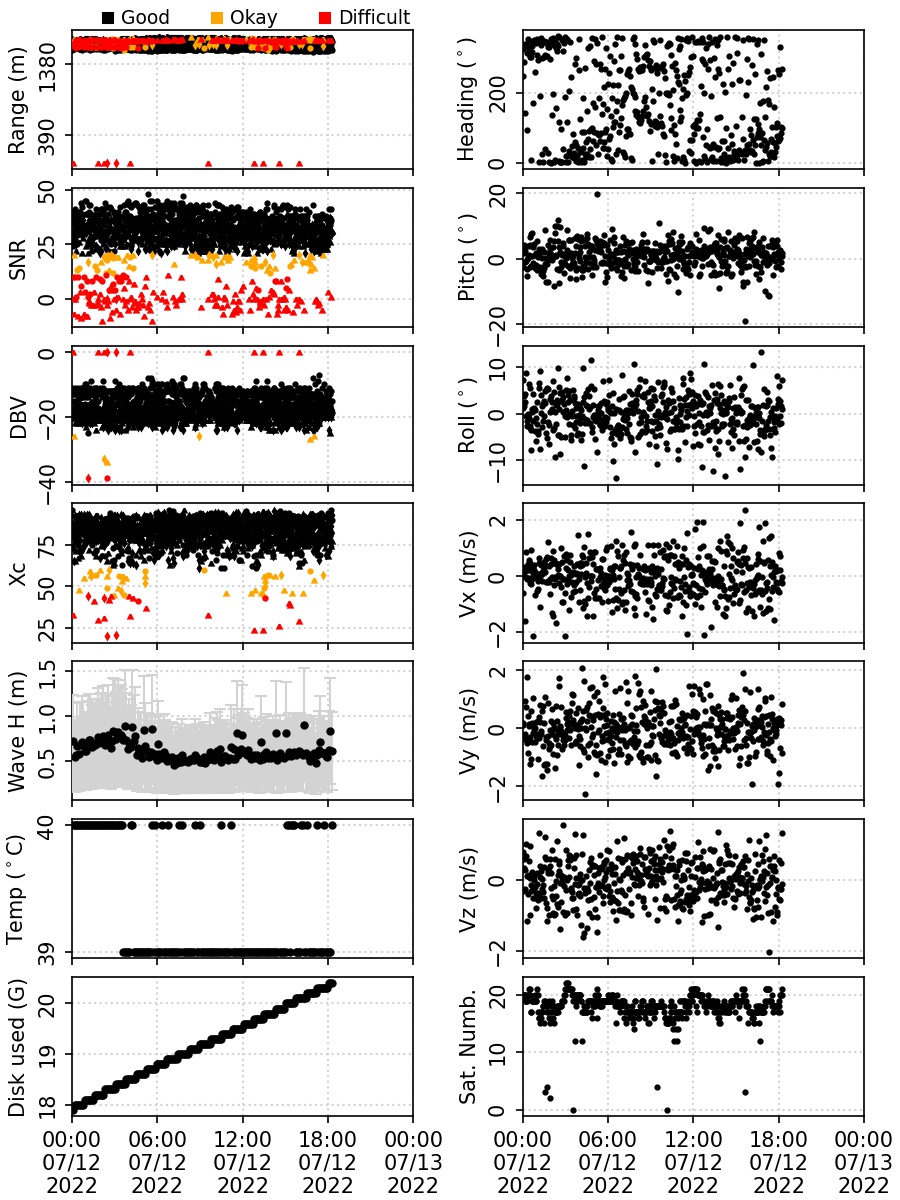 Good Okay Difficult
Range (m)
1380
390
Heading (°)
200
0
SNR
50
25
0
Pitch (°)
20
0
−20
DBV
0
−20
−40
Roll (°)
10
0
−10
Xc
75
50
25
Vx (m/s)
2
0
−2
Wave H (m)
1.5
1.0
0.5
Vy (m/s)
2
0
−2
Temp (°C)
40
39
Vz (m/s)
0
−2
Disk used (G)
20
19
18
Sat. Numb.
20
10
0
00:00 06:00 12:00 18:00 00:00
07/12 07/12 07/12 07/12 07/13
2022 2022 2022 2022 2022
00:00 06:00 12:00 18:00 00:00
07/12 07/12 07/12 07/12 07/13
2022 2022 2022 2022 2022